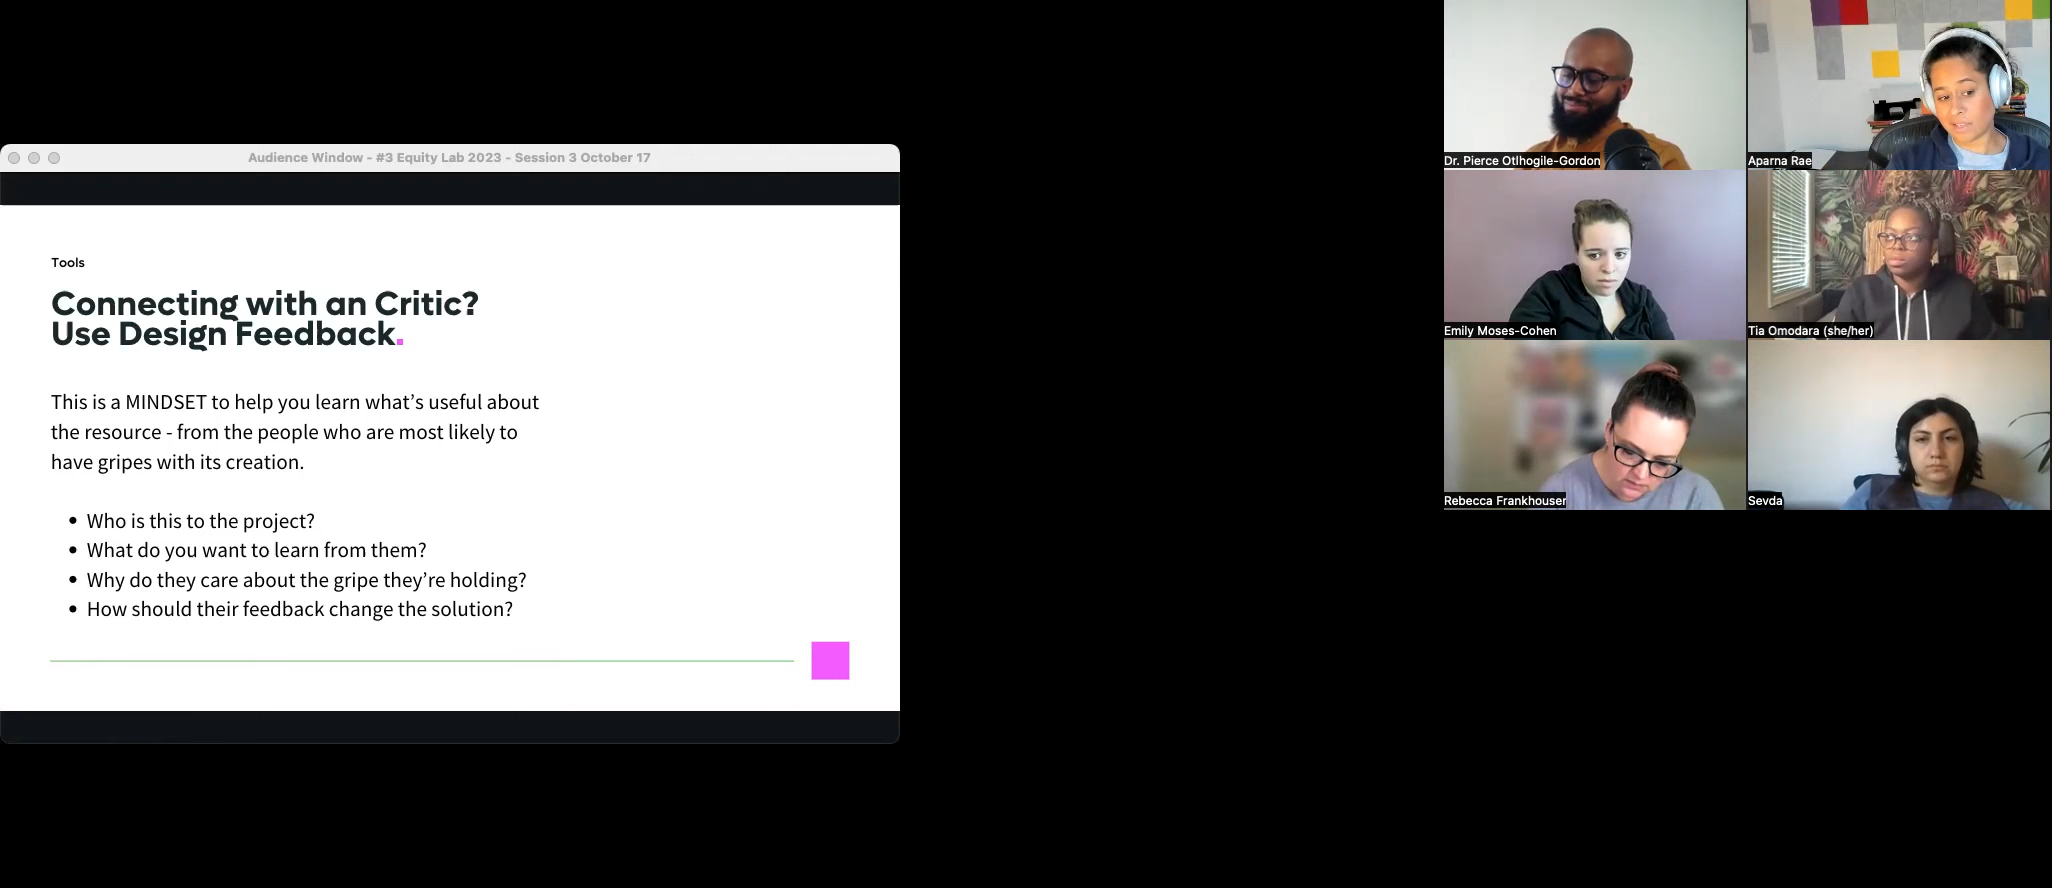 Audience Window - #3 Equity Lab 2023 - Session 3 October 17
Tools
Connecting with an Critic?
Use Design Feedback.
This is a MINDSET to help you learn what’s useful about
the resource - from the people who are most likely to
have gripes with its creation.
• Who is this to the project?
• What do you want to learn from them?
• Why do they care about the gripe they’re holding?
• How should their feedback change the solution?
Dr. Pierce Otlhogile-Gordon
Aparna Rae
Emily Moses-Cohen
Tia Omodara (she/her)
Rebecca Frankhouser
Sevda